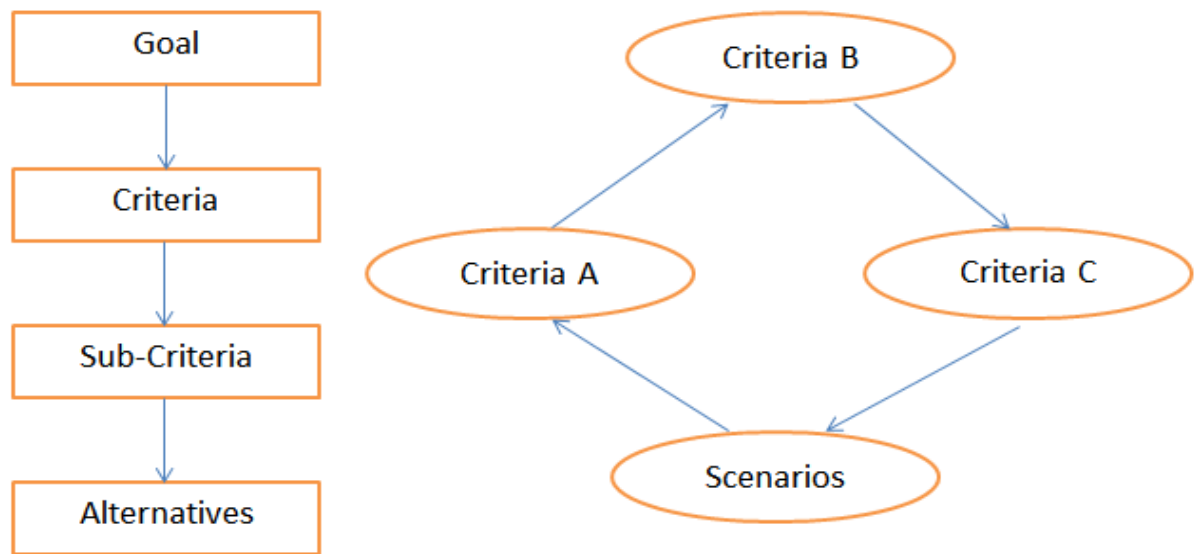 Goal
Criteria
Sub-Criteria
Alternatives
Criteria B
Criteria A
Criteria C
Scenarios